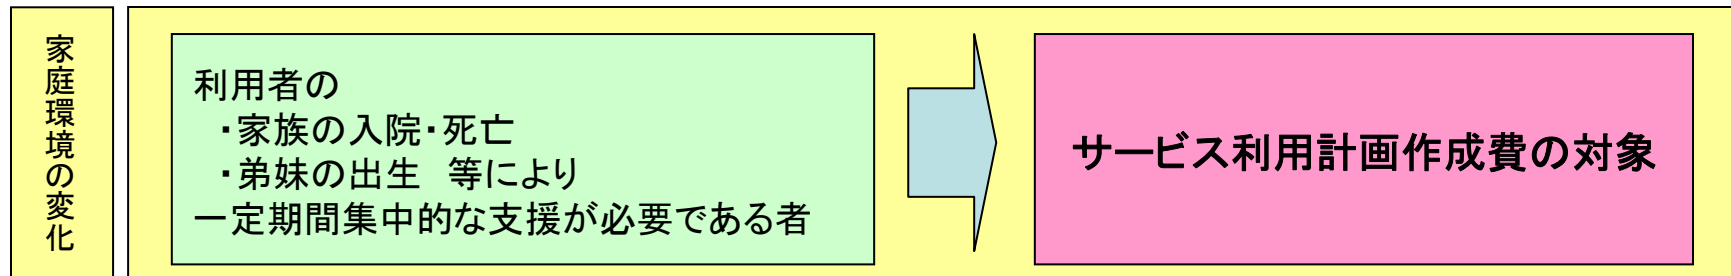 家庭環境の変化
利用者の
・家族の入院・死亡
・弟妹の出生　等により
一定期間集中的な支援が必要である者
サービス利用計画作成費の対象